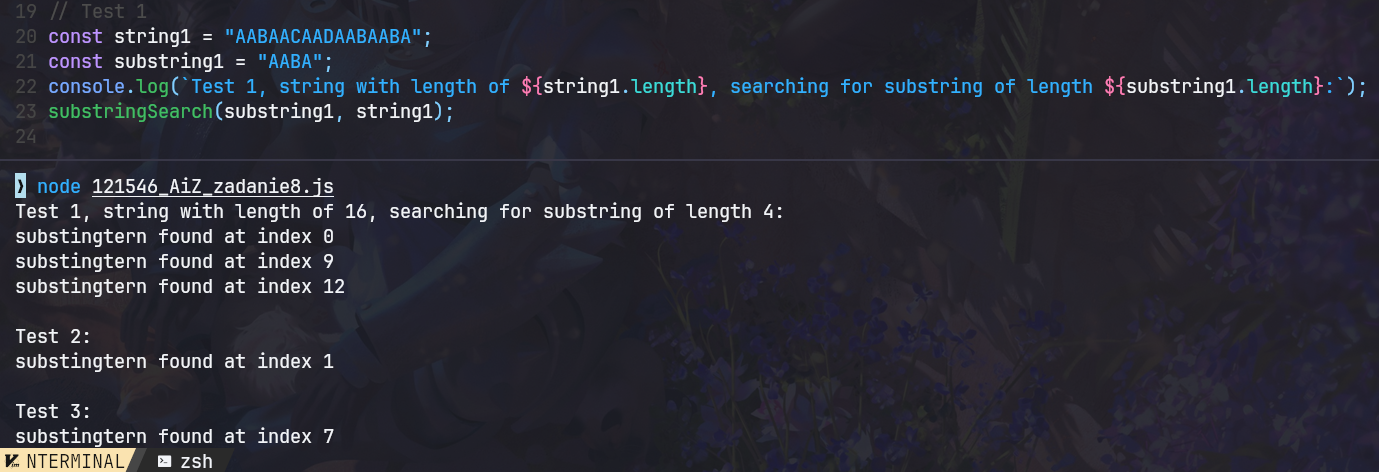 19 // Test 1
20 const string1 = "AABAACAADAABAABA";
21 const substring1 = "AABA";
22 console.log(`Test 1, string with length of ${string1.length}, searching for substring of length ${substring1.length}:`);
23 substringSearch(substring1, string1);
24
❯ node 121546_AiZ_zadanie8.js
Test 1, string with length of 16, searching for substring of length 4:
substingtern found at index 0
substingtern found at index 9
substingtern found at index 12
Test 2:
substingtern found at index 1
Test 3:
substingtern found at index 7
NTERMINAL zsh